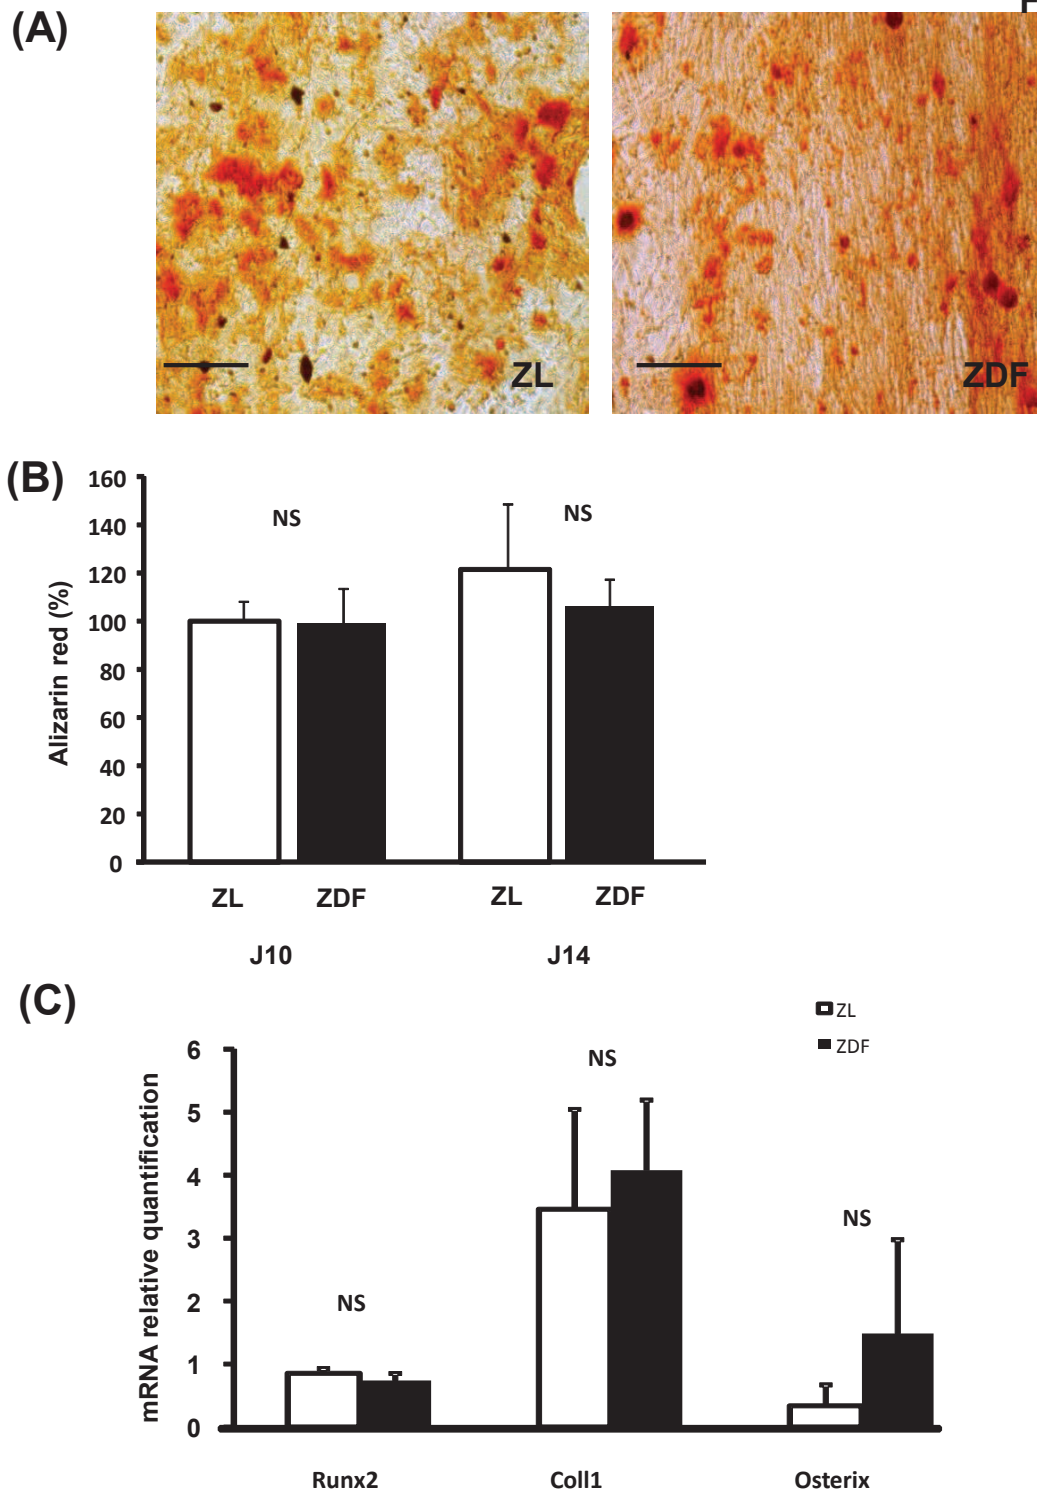 (A)
ZL
ZDF
(B)
160
140
120
100
80
60
40
20
0
Alizarin red (%)
NS
NS
ZL
ZDF
ZL
ZDF
J10
J14
(C)
ZL
ZDF
6
5
4
3
2
1
0
mRNA relative quantification
NS
NS
NS
Runx2
Coll1
Osterix